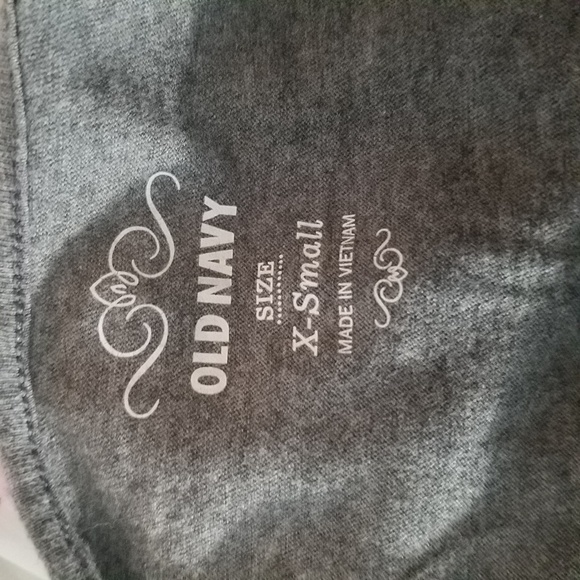 OLD NAVY
SIZE
X-Small
MADE IN VIETNAM